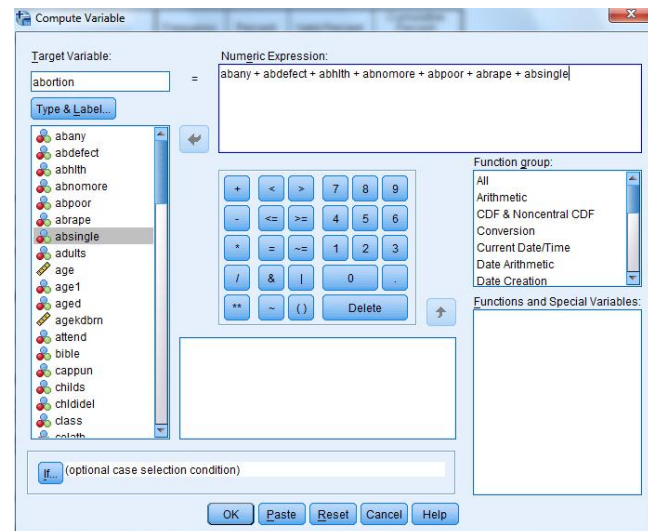 Compute Variable
Target Variable:
Numeric Expression:
abortion
=
abany + abdefect + abhlth + abnomore + abpoor + abrape + absingle
Type & Label...
abany
abdefect
abhlth
abnomore
abpoor
abrape
absingle
adults
age
age1
aged
agekdbrn
attend
bible
cappun
childs
chldidel
class
colath
+ < > 7 8 9
- <= >= 4 5 6
* = ~= 1 2 3
/ & | 0 .
** ~ ( ) Delete
Function group:
All
Arithmetic
CDF & Noncentral CDF
Conversion
Current Date/Time
Date Arithmetic
Date Creation
Functions and Special Variables:
If... (optional case selection condition)
OK Paste Reset Cancel Help